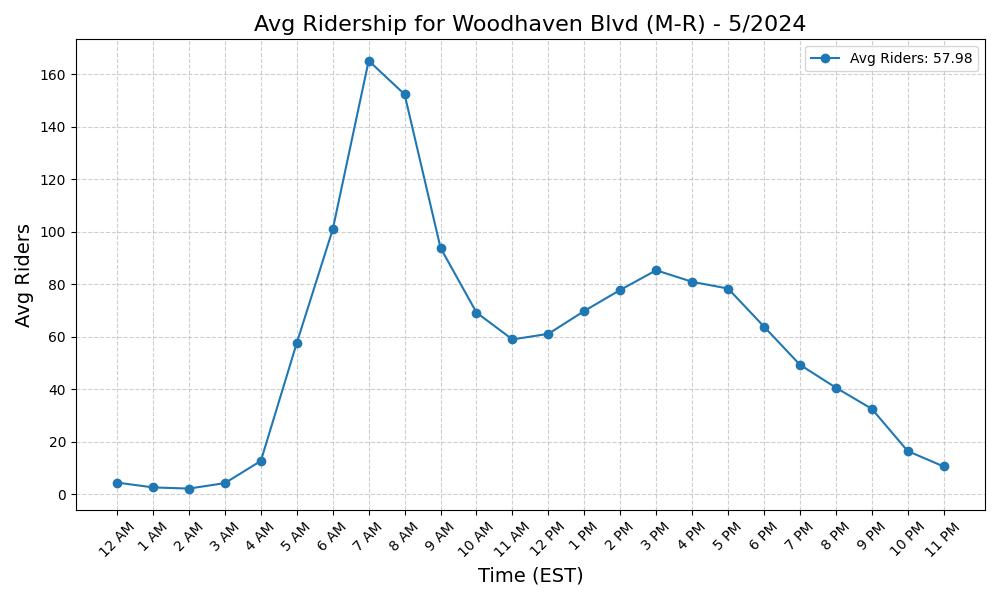 Avg Ridership for Woodhaven Blvd (M-R) - 5/2024
Avg Riders: 57.98
Avg Riders
160
140
120
100
80
60
40
20
0
12 AM
1 AM
2 AM
3 AM
4 AM
5 AM
6 AM
7 AM
8 AM
9 AM
10 AM
11 AM
12 PM
1 PM
2 PM
3 PM
4 PM
5 PM
6 PM
7 PM
8 PM
9 PM
10 PM
11 PM
Time (EST)